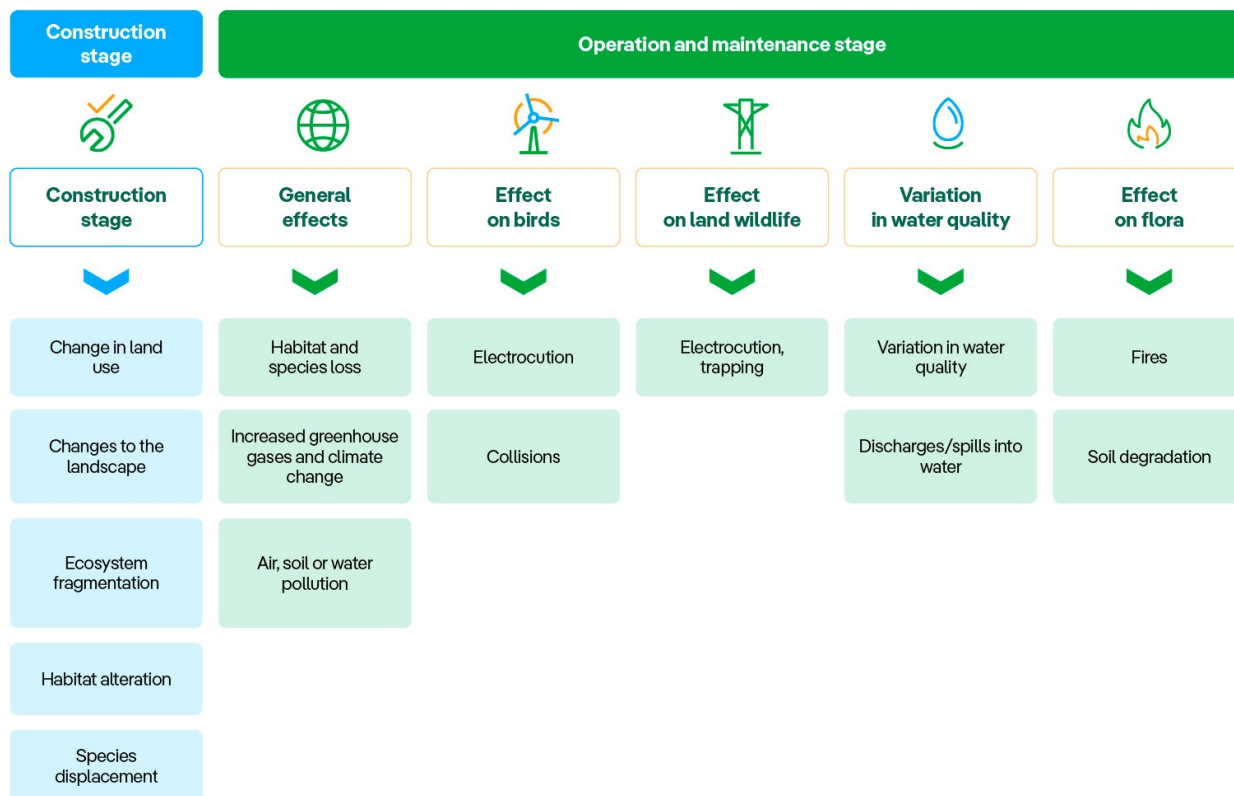 Construction
stage
Operation and maintenance stage
Construction
stage
General
effects
Effect
on birds
Effect
on land wildlife
Variation
in water quality
Effect
on flora
Change in land
use
Habitat and
species loss
Electrocution
Electrocution,
trapping
Variation in water
quality
Fires
Changes to the
landscape
Increased greenhouse
gases and climate
change
Collisions
Discharges/spills into
water
Soil degradation
Ecosystem
fragmentation
Air, soil or water
pollution
Habitat alteration
Species
displacement